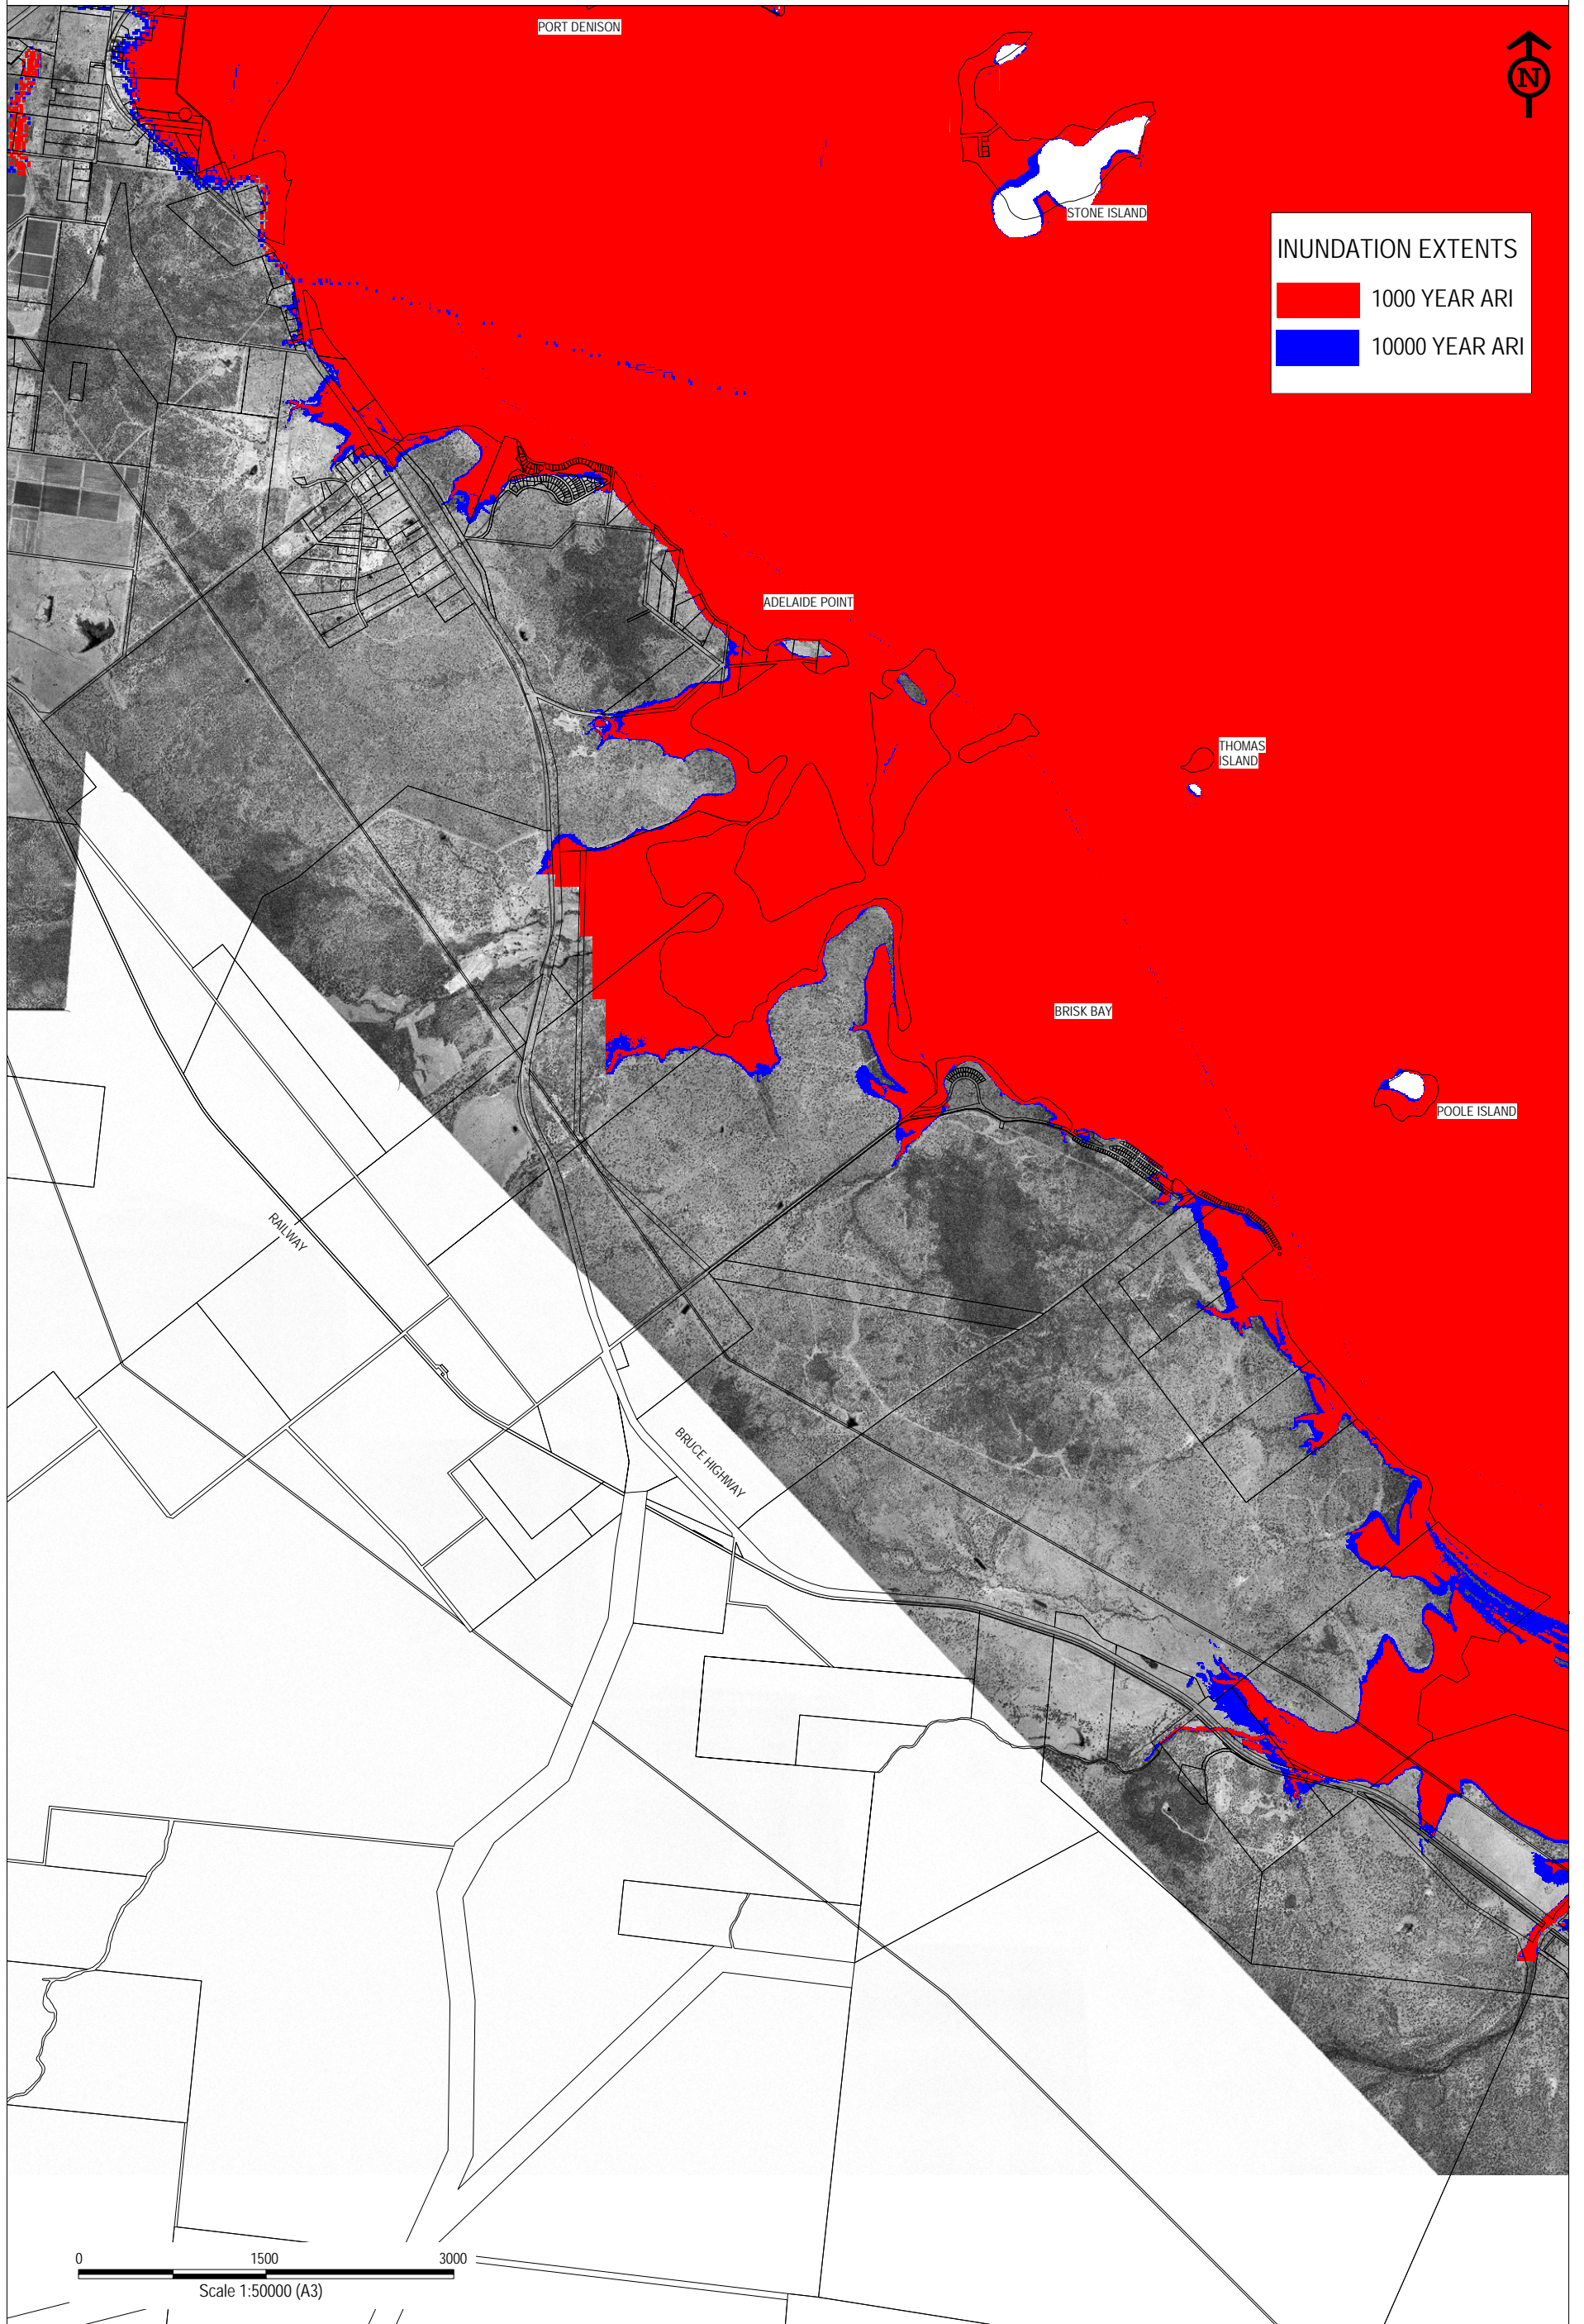 PORT DENISON
N
STONE ISLAND
INUNDATION EXTENTS
1000 YEAR ARI
10000 YEAR ARI
ADELAIDE POINT
THOMAS
ISLAND
BRISK BAY
POOLE ISLAND
RAILWAY
BRUCE HIGHWAY
0 1500 3000
Scale 1:50000 (A3)